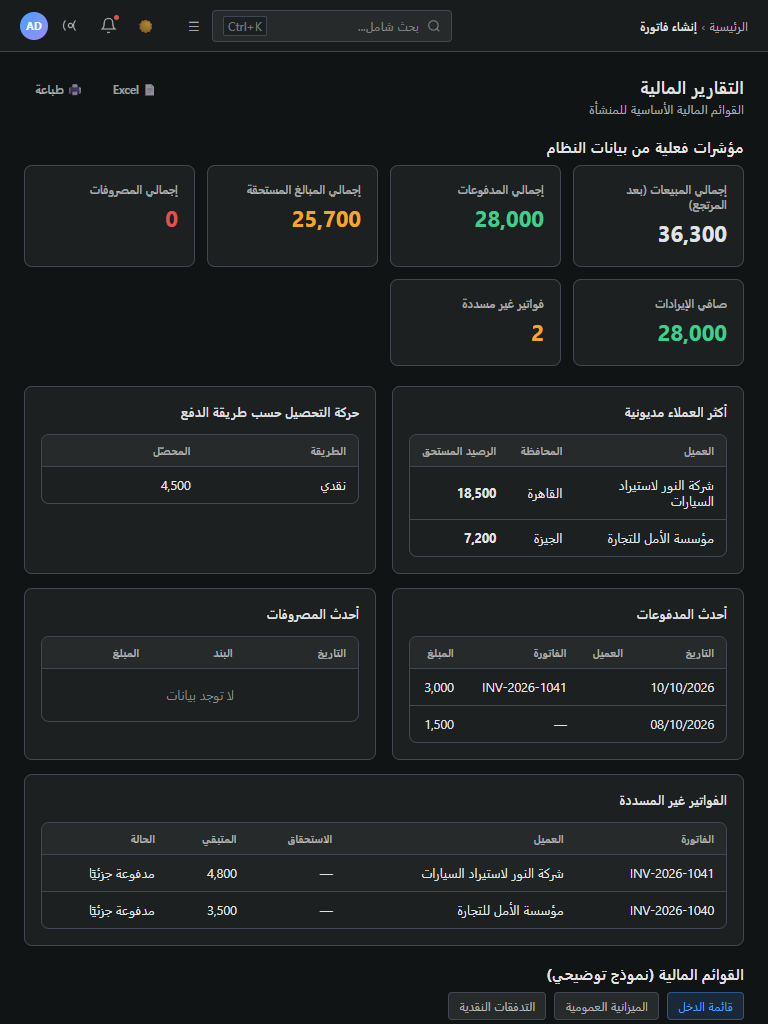 الرئيسية › إنشاء فاتورة
بحث شامل... Ctrl+K
☰
AD
التقارير المالية
القوائم المالية الأساسية للمنشأة
Excel
طباعة
مؤشرات فعلية من بيانات النظام
إجمالي المبيعات (بعد
المرتجع)
36,300
إجمالي المدفوعات
28,000
إجمالي المبالغ المستحقة
25,700
إجمالي المصروفات
0
صافي الإيرادات
28,000
فواتير غير مسددة
2
أكثر العملاء مديونية
العميل المحافظة الرصيد المستحق
شركة النور لاستيراد
السيارات
القاهرة 18,500
مؤسسة الأمل للتجارة الجيزة 7,200
حركة التحصيل حسب طريقة الدفع
الطريقة المحصّل
نقدي 4,500
أحدث المدفوعات
التاريخ العميل الفاتورة المبلغ
10/10/2026 INV-2026-1041 3,000
08/10/2026 — 1,500
أحدث المصروفات
التاريخ البند المبلغ
لا توجد بيانات
الفواتير غير المسددة
الفاتورة العميل الاستحقاق المتبقي الحالة
INV-2026-1041 شركة النور لاستيراد السيارات — 4,800 مدفوعة جزئيًا
INV-2026-1040 مؤسسة الأمل للتجارة — 3,500 مدفوعة جزئيًا
القوائم المالية (نموذج توضيحي)
قائمة الدخل
الميزانية العمومية
التدفقات النقدية